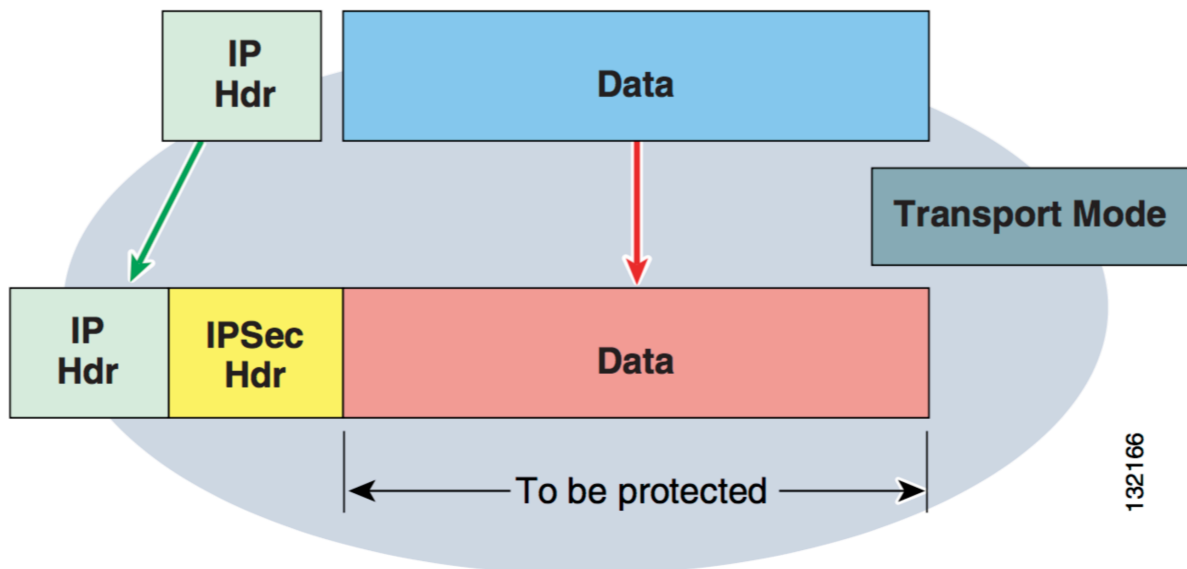 IP
Hdr
Data
Transport Mode
IP
Hdr
IPSec
Hdr
Data
To be protected
132166